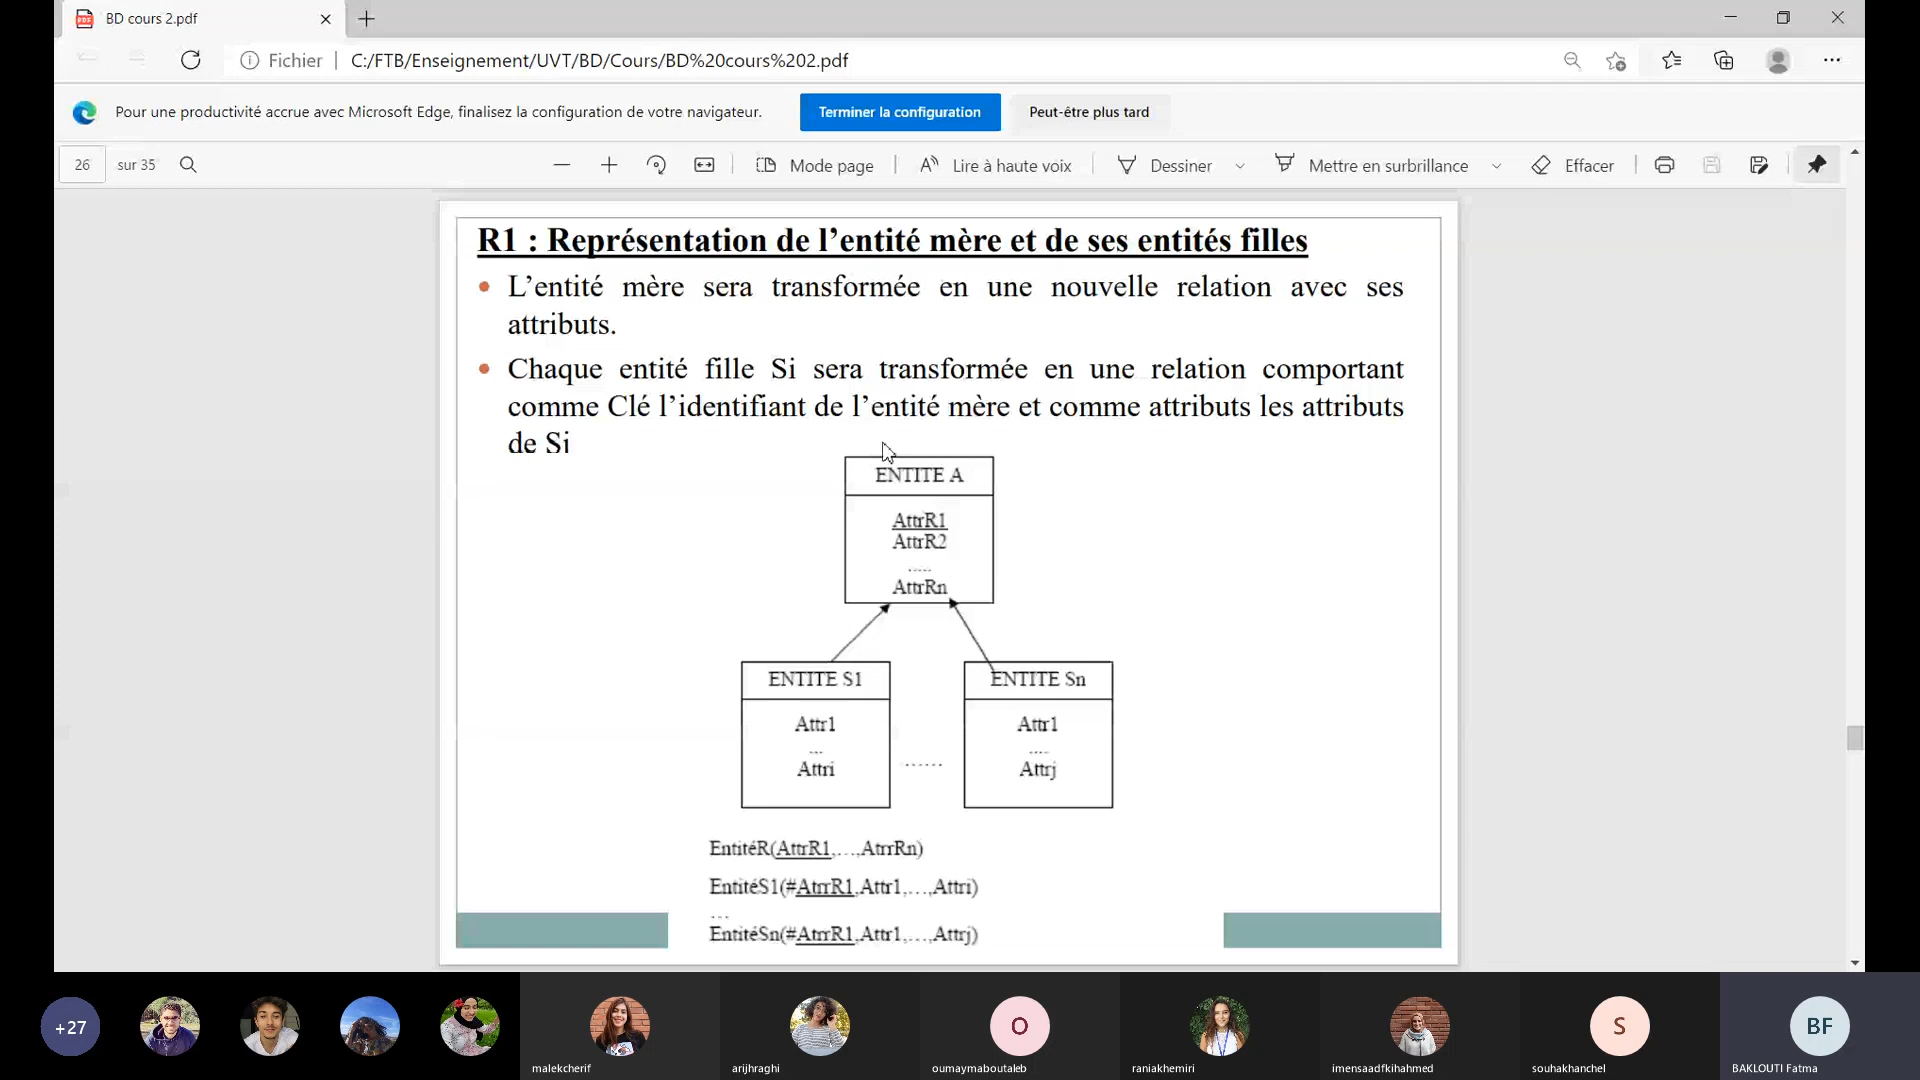 BD cours 2.pdf
Fichier | C:/FTB/Enseignement/UVT/BD/Cours/BD%20cours%202.pdf
Pour une productivité accrue avec Microsoft Edge, finalisez la configuration de votre navigateur.
Terminer la configuration
Peut-être plus tard
26 sur 35
Mode page
Lire à haute voix
Dessiner
Mettre en surbrillance
Effacer
R1 : Représentation de l’entité mère et de ses entités filles
L’entité mère sera transformée en une nouvelle relation avec ses
attributs.
Chaque entité fille Si sera transformée en une relation comportant
comme Clé l’identifiant de l’entité mère et comme attributs les attributs
de Si
ENTITE A
AttrR1
AttrR2
.....
AttrRn
ENTITE S1
Attr1
...
Attri
......
ENTITE Sn
Attr1
....
Attrj
EntitéR(AttrR1,…,AtrrRn)
EntitéS1(#AtrrR1,Attr1,…,Attri)
…
EntitéSn(#AtrrR1,Attr1,…,Attrj)
+27
malekcherif
arijhraghi
O
oumaymaboutaleb
raniakhemiri
imensaadfkihahmed
S
souhakhanchel
BF
BAKLOUTI Fatma